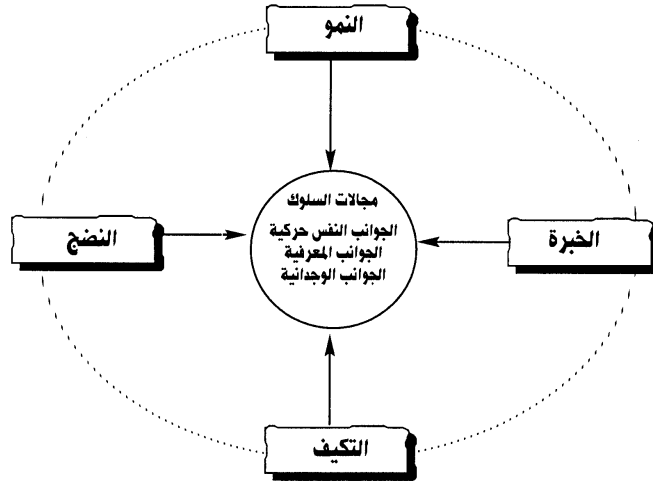 النمو
مجالات السلوك
الجوانب النفس حركية
الجوانب المعرفية
الجوانب الوجدانية
الخبرة
النضج
التكيف